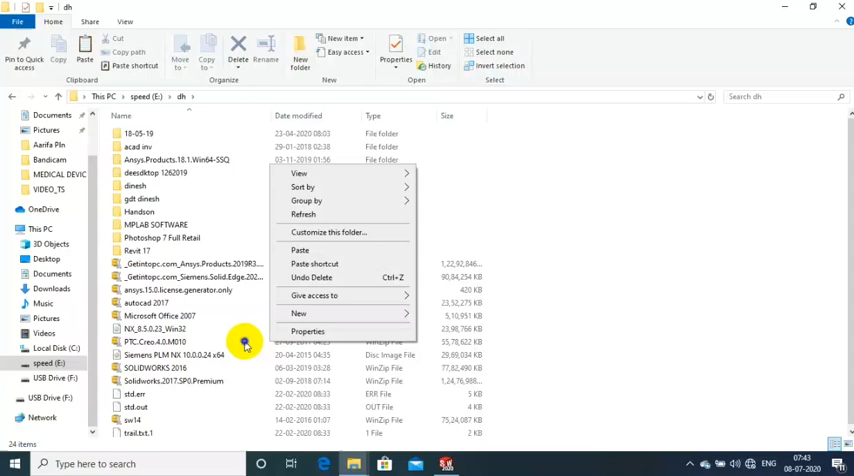 dh
File Home Share View
Pin to Quick access
Copy
Paste
Cut
Copy path
Paste shortcut
Clipboard
Move to
Copy to
Delete
Rename
Organize
New folder
New item
Easy access
New
Properties
Open
Edit
History
Open
Select all
Select none
Invert selection
Select
This PC > speed (E:) > dh >
Search dh
Name Date modified Type Size
Documents
Pictures
Aarifa Pln
Bandicam
MEDICAL DEVIC
VIDEO_TS
OneDrive
This PC
3D Objects
Desktop
Documents
Downloads
Music
Pictures
Videos
Local Disk (C:)
speed (E:)
USB Drive (F:)
USB Drive (F:)
Network
18-05-19 23-04-2020 08:03 File folder
acad inv 29-01-2018 02:38 File folder
Ansys.Products.18.1.Win64-SSQ 03-11-2019 01:56 File folder
deesdktop 1262019
dinesh
gdt dinesh
Handson
MPLAB SOFTWARE
Photoshop 7 Full Retail
Revit 17
_Getintopc.com_Ansys.Products.2019R3.... 1,22,92,846...
_Getintopc.com_Siemens.Solid.Edge.202... 90,84,254 KB
ansys.15.0.license.generator.only 420 KB
autocad 2017 23,52,275 KB
Microsoft Office 2007 5,10,951 KB
NX_8.5.0.23_Win32 23,98,766 KB
PTC.Creo.4.0.M010 WinZip File 55,78,622 KB
Siemens PLM NX 10.0.0.24 x64 20-04-2015 04:35 Disc Image File 29,69,034 KB
SOLIDWORKS 2016 06-03-2019 03:28 WinZip File 77,82,490 KB
Solidworks.2017.SP0.Premium 02-09-2018 07:14 WinZip File 1,24,76,988...
std.err 22-02-2020 08:33 ERR File 5 KB
std.out 22-02-2020 08:33 OUT File 4 KB
sw14 14-02-2016 01:07 WinZip File 75,24,087 KB
trail.txt.1 22-02-2020 08:33 1 File 2 KB
View
Sort by
Group by
Refresh
Customize this folder...
Paste
Paste shortcut
Undo Delete Ctrl+Z
Give access to
New
Properties
24 items
Type here to search
SW 2020
ENG
07:43
08-07-2020